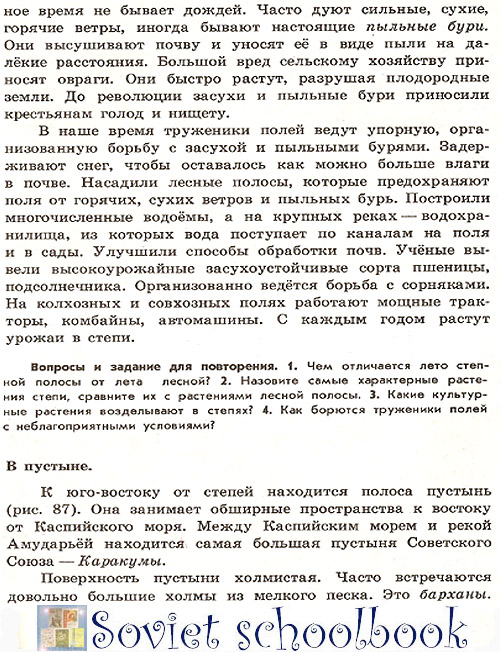 ное время не бывает дождей. Часто дуют сильные, сухие,
горячие ветры, иногда бывают настоящие пыльные бури.
Они высушивают почву и уносят её в виде пыли на да-
лёкие расстояния. Большой вред сельскому хозяйству при-
носят овраги. Они быстро растут, разрушая плодородные
земли. До революции засухи и пыльные бури приносили
крестьянам голод и нищету.
В наше время труженики полей ведут упорную, орга-
низованную борьбу с засухой и пыльными бурями. Задер-
живают снег, чтобы оставалось как можно больше влаги
в почве. Насадили лесные полосы, которые предохраняют
поля от горячих, сухих ветров и пыльных бурь. Построили
многочисленные водоёмы, а на крупных реках — водохра-
нилища, из которых вода поступает по каналам на поля
и в сады. Улучшили способы обработки почв. Учёные вы-
вели высокоурожайные засухоустойчивые сорта пшеницы,
подсолнечника. Организованно ведётся борьба с сорняками.
На колхозных и совхозных полях работают мощные трак-
торы, комбайны, автомашины. С каждым годом растут
урожаи в степи.
Вопросы и задание для повторения. 1. Чем отличается лето степ-
ной полосы от лета лесной? 2. Назовите самые характерные расте-
ния степи, сравните их с растениями лесной полосы. 3. Какие культур-
ные растения возделывают в степях? 4. Как борются труженики полей
с неблагоприятными условиями?
В пустыне.
К юго-востоку от степей находится полоса пустынь
(рис. 87). Она занимает обширные пространства к востоку
от Каспийского моря. Между Каспийским морем и рекой
Амударьёй находится самая большая пустыня Советского
Союза — Каракумы.
Поверхность пустыни холмистая. Часто встречаются
довольно большие холмы из мелкого песка. Это барханы.
Soviet schoolbook